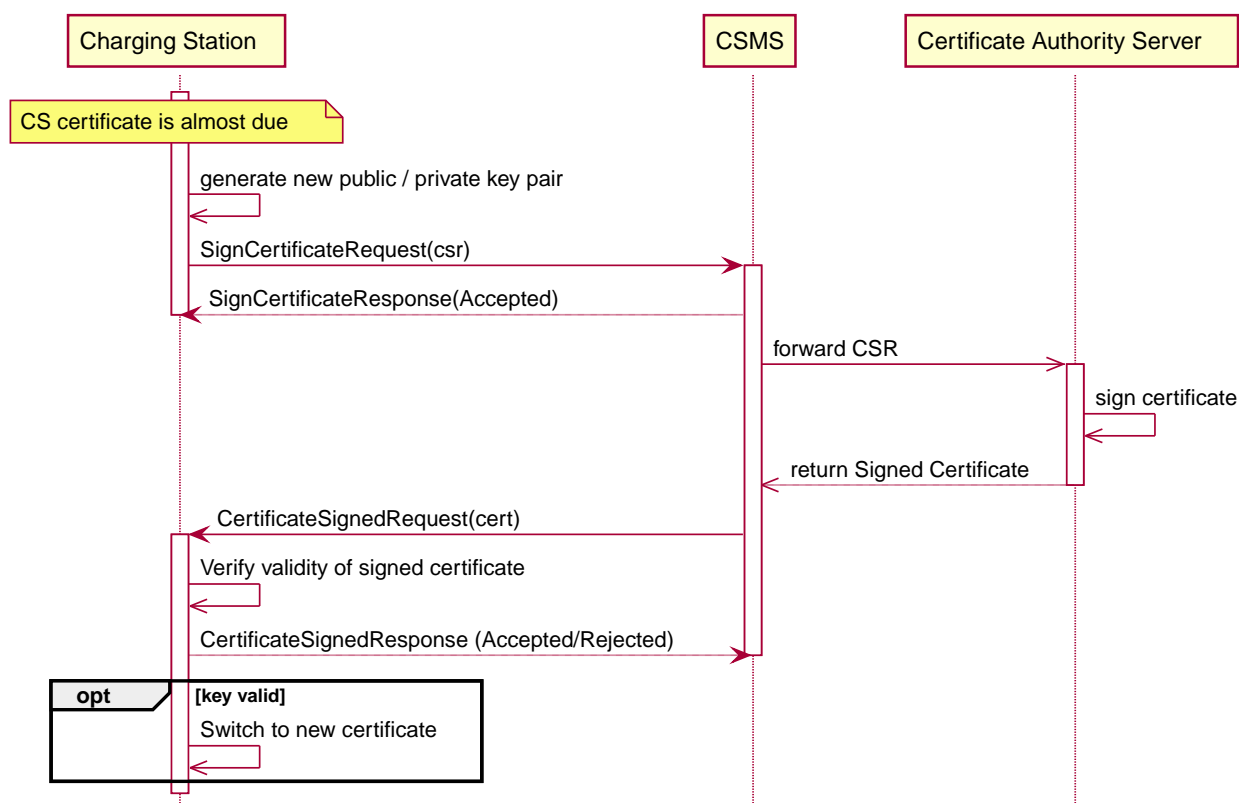 Charging Station
CSMS
Certificate Authority Server
CS certificate is almost due
generate new public / private key pair
SignCertificateRequest(csr)
SignCertificateResponse(Accepted)
forward CSR
sign certificate
return Signed Certificate
CertificateSignedRequest(cert)
Verify validity of signed certificate
CertificateSignedResponse (Accepted/Rejected)
opt
[key valid]
Switch to new certificate